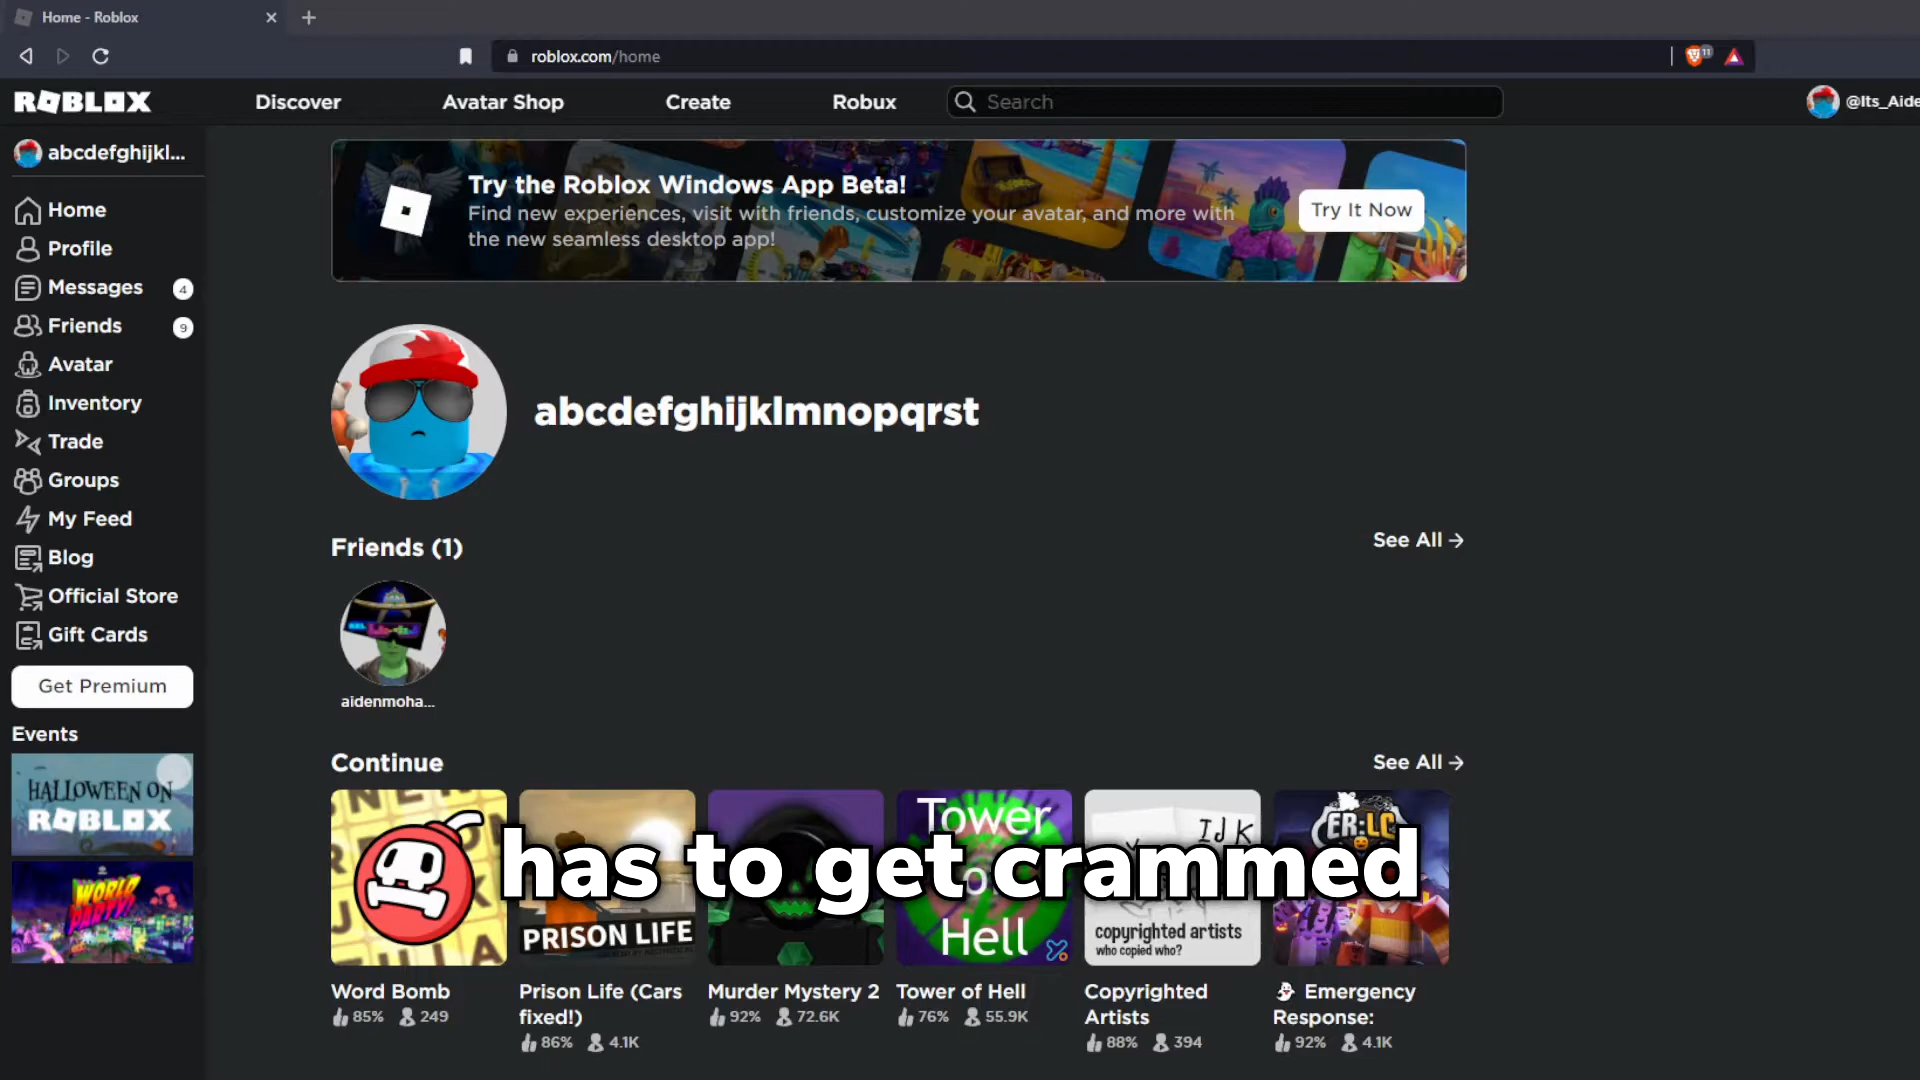 Home - Roblox
roblox.com/home
11
ROBLOX
Discover
Avatar Shop
Create
Robux
Search
@Its_Aide
abcdefghijkl...
Home
Profile
Messages
4
Friends
9
Avatar
Inventory
Trade
Groups
My Feed
Blog
Official Store
Gift Cards
Get Premium
Events
HALLOWEEN ON
ROBLOX
WORLD
PARTY!
Try the Roblox Windows App Beta!
Find new experiences, visit with friends, customize your avatar, and more with
the new seamless desktop app!
Try It Now
abcdefghijklmnopqrst
Friends (1)
See All
aidenmoha...
Continue
See All
PRISON LIFE
Tower
of
Hell
I J K
copyrighted artists
who copied who?
ER:LC
has to get crammed
Word Bomb
85% 249
Prison Life (Cars
fixed!)
86% 4.1K
Murder Mystery 2
92% 72.6K
Tower of Hell
76% 55.9K
Copyrighted
Artists
88% 394
Emergency
Response:
92% 4.1K